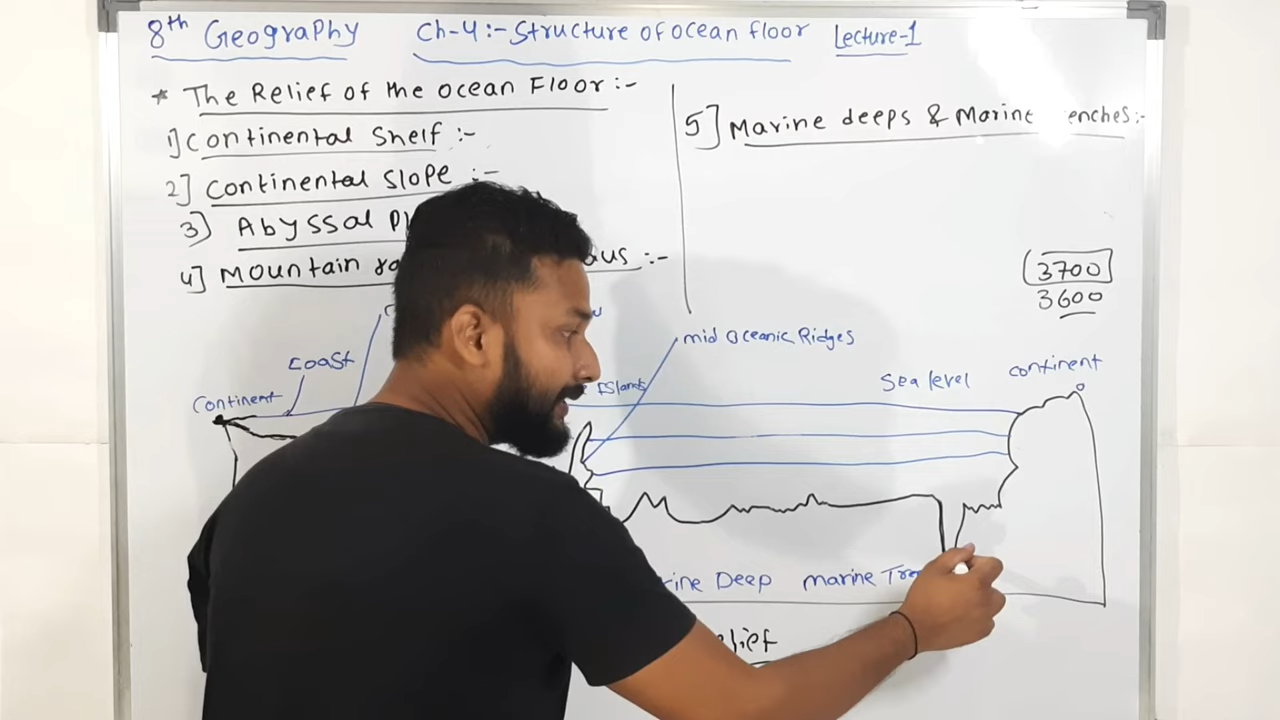 8th Geography Ch-4:- Structure of ocean floor Lecture-1
* The Relief of the ocean Floor:-
1] Continental Shelf :-
2] Continental Slope :-
3] Abyssal
4] Mountain
5] Marine deeps & Marine
3700
3600
mid Oceanic Ridges
Coast
Continent
Islands
Sea level
continent
Deep
marine